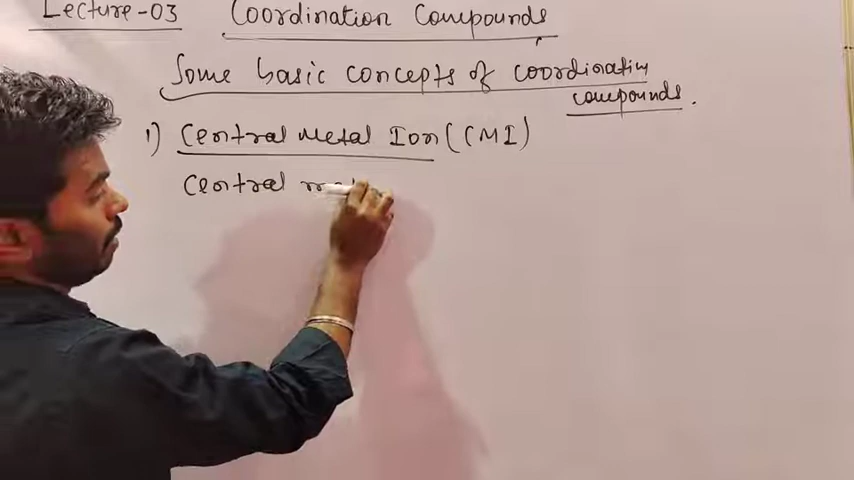 Lecture-03
Coordination Compounds
Some basic concepts of coordination
compounds.
1) Central Metal Ion (CMI)
Central